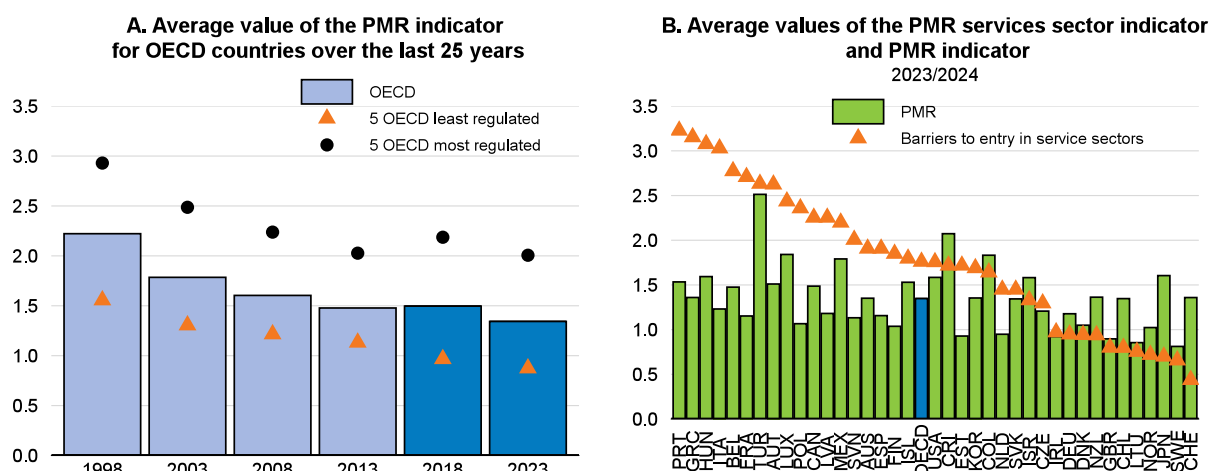 A. Average value of the PMR indicator
for OECD countries over the last 25 years
OECD
5 OECD least regulated
5 OECD most regulated
3.5
3.0
2.5
2.0
1.5
1.0
0.5
0.0
1998 2003 2008 2013 2018 2023
B. Average values of the PMR services sector indicator
and PMR indicator
2023/2024
PMR
Barriers to entry in service sectors
3.5
3.0
2.5
2.0
1.5
1.0
0.5
0.0
PRT GRC HUN ITA BEL FRA TUR AUT LUX POL CAN LVA MEX SVN AUS ESP FIN ISL OECD USA CRI EST KOR COL NLD SVK ISR CZE IRL DEU DNK NZL GBR CHL LTU NOR JPN SWE CHE